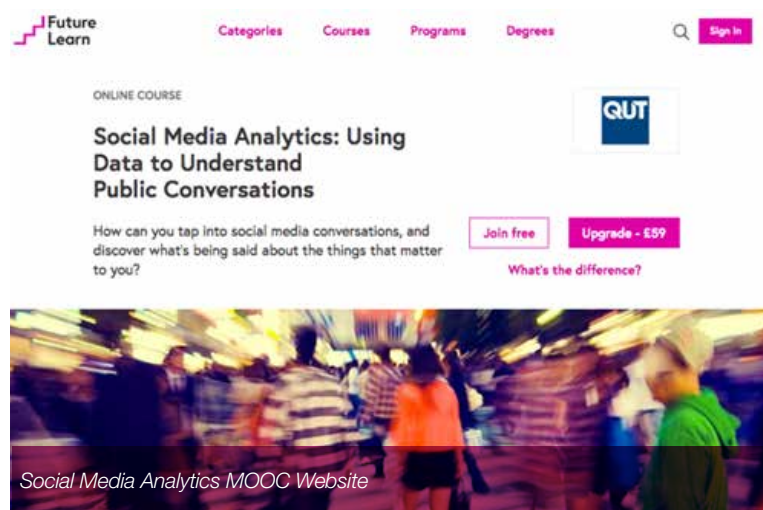 Future
Learn
Categories Courses Programs Degrees Sign in
ONLINE COURSE
QUT
Social Media Analytics: Using
Data to Understand
Public Conversations
How can you tap into social media conversations, and
discover what's being said about the things that matter
to you?
Join free Upgrade - £59
What's the difference?
Social Media Analytics MOOC Website